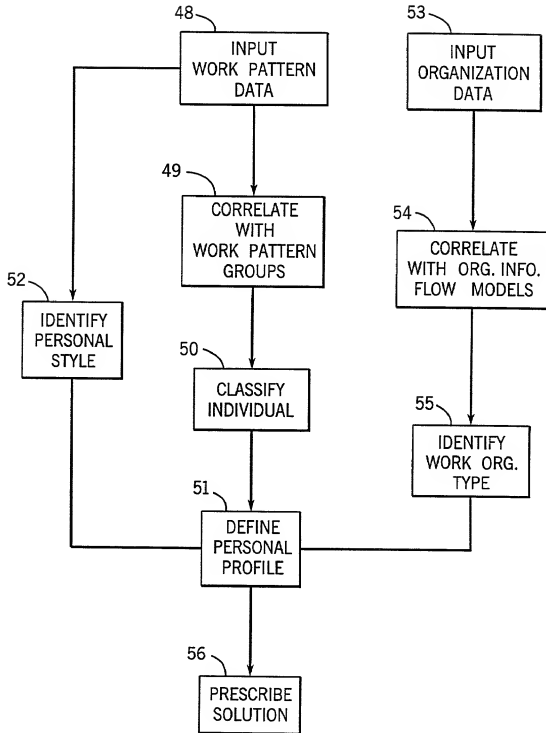 48
INPUT
WORK PATTERN
DATA
53
INPUT
ORGANIZATION
DATA
49
CORRELATE
WITH
WORK PATTERN
GROUPS
54
CORRELATE
WITH ORG. INFO.
FLOW MODELS
52
IDENTIFY
PERSONAL
STYLE
50
CLASSIFY
INDIVIDUAL
55
IDENTIFY
WORK ORG.
TYPE
51
DEFINE
PERSONAL
PROFILE
56
PRESCRIBE
SOLUTION